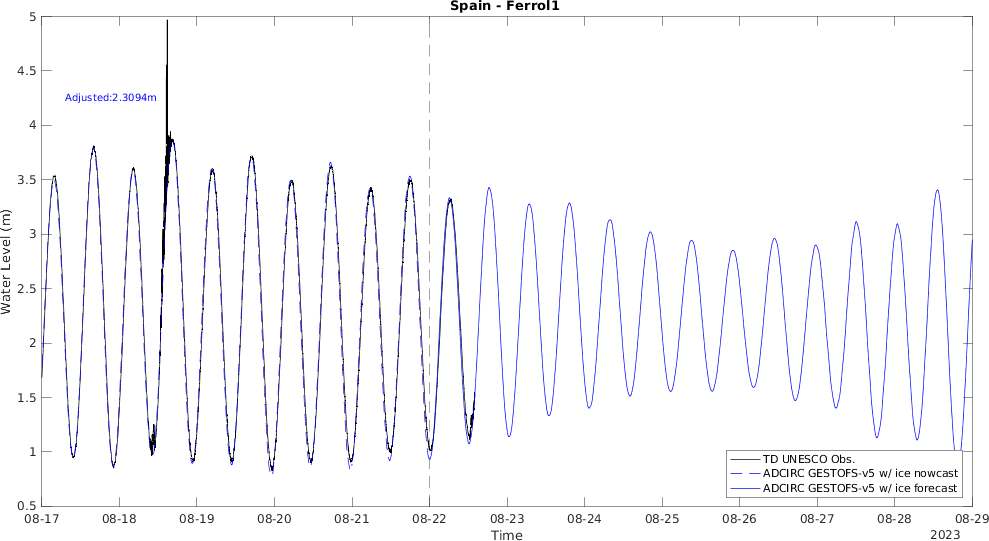 Spain - Ferrol1
5
4.5
4
3.5
3
2.5
2
1.5
1
0.5
Water Level (m)
Adjusted:2.3094m
TD UNESCO Obs.
ADCIRC GESTOFS-v5 w/ ice nowcast
ADCIRC GESTOFS-v5 w/ ice forecast
08-17 08-18 08-19 08-20 08-21 08-22 08-23 08-24 08-25 08-26 08-27 08-28 08-29
Time
2023